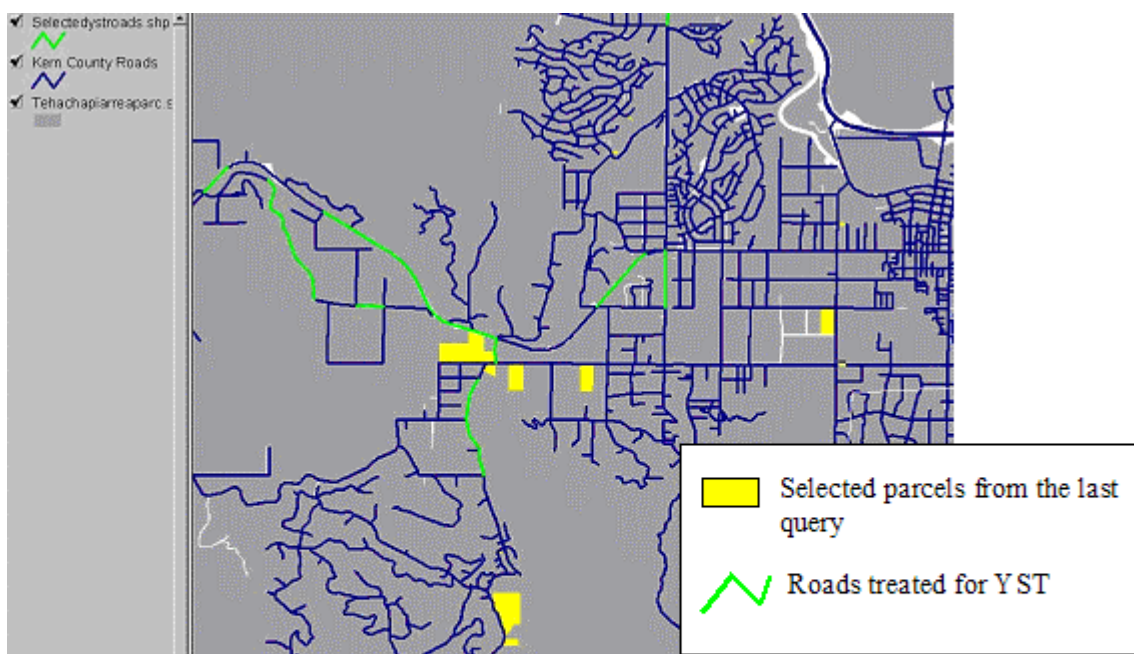 Selectedystroads.shp
Kern County Roads
Tehachapiarreaparc.s
Selected parcels from the last
query
Roads treated for YST